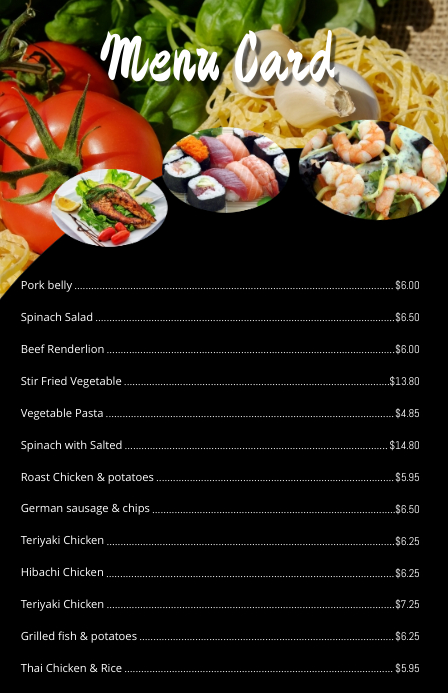 Menu Card
Pork belly $6.00
Spinach Salad $6.50
Beef Renderlion $6.00
Stir Fried Vegetable $13.80
Vegetable Pasta $4.85
Spinach with Salted $14.80
Roast Chicken & potatoes $5.95
German sausage & chips $6.50
Teriyaki Chicken $6.25
Hibachi Chicken $6.25
Teriyaki Chicken $7.25
Grilled fish & potatoes $6.25
Thai Chicken & Rice $5.95